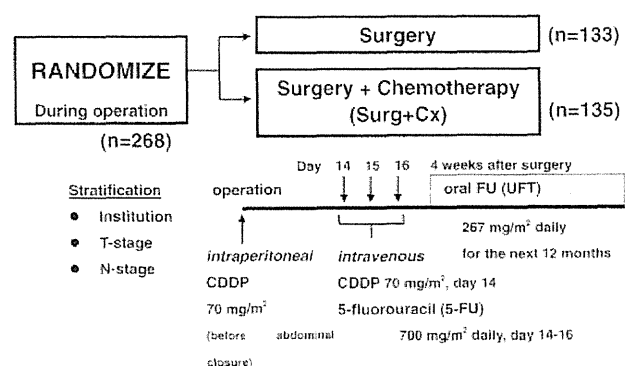 Surgery (n=133)
RANDOMIZE
During operation
(n=268)
Surgery + Chemotherapy
(Surg+Cx)
(n=135)
Day 14 15 16 4 weeks after surgery
Stratification
operation
oral FU (UFT)
● Institution
● T-stage
● N-stage
267 mg/m² daily
for the next 12 months
intraperitoneal
CDDP
70 mg/m²
(before abdominal
closure)
intravenous
CDDP 70 mg/m², day 14
5-fluorouracil (5-FU)
700 mg/m² daily, day 14-16